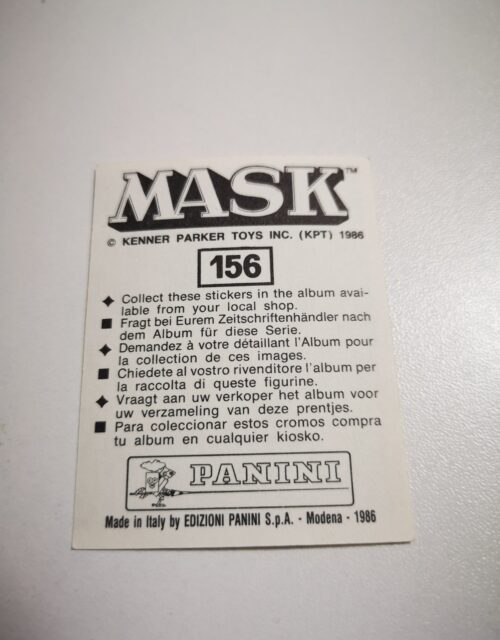 MASK™
© KENNER PARKER TOYS INC. (KPT) 1986
156
✦ Collect these stickers in the album avai-
lable from your local shop.
■ Fragt bei Eurem Zeitschriftenhändler nach
dem Album für diese Serie.
✦ Demandez à votre détaillant l'Album pour
la collection de ces images.
■ Chiedete al vostro rivenditore l'album per
la raccolta di queste figurine.
✦ Vraagt aan uw verkoper het album voor
uw verzameling van deze prentjes.
■ Para coleccionar estos cromos compra
tu album en cualquier kiosko.
PANINI
Made in Italy by EDIZIONI PANINI S.p.A. - Modena - 1986